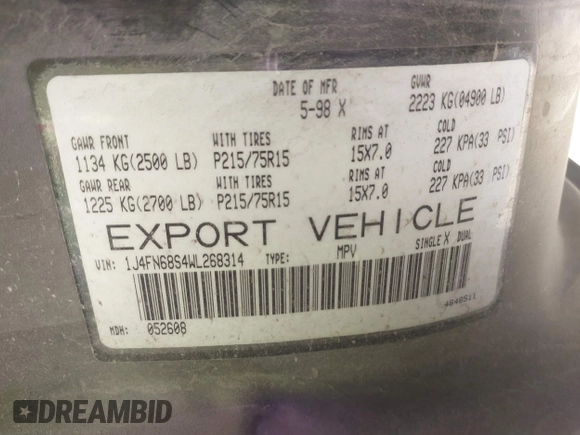 DATE OF MFR GVWR
5-98 X 2223 KG(04900 LB)
GAWR FRONT WITH TIRES RIMS AT COLD
1134 KG(2500 LB) P215/75R15 15X7.0 227 KPA(33 PSI)
GAWR REAR WITH TIRES RIMS AT COLD
1225 KG(2700 LB) P215/75R15 15X7.0 227 KPA(33 PSI)
EXPORT VEHICLE
VIN: 1J4FN68S4WL268314 TYPE: MPV SINGLE X DUAL
MDH: 052608 4648511
DREAMBID